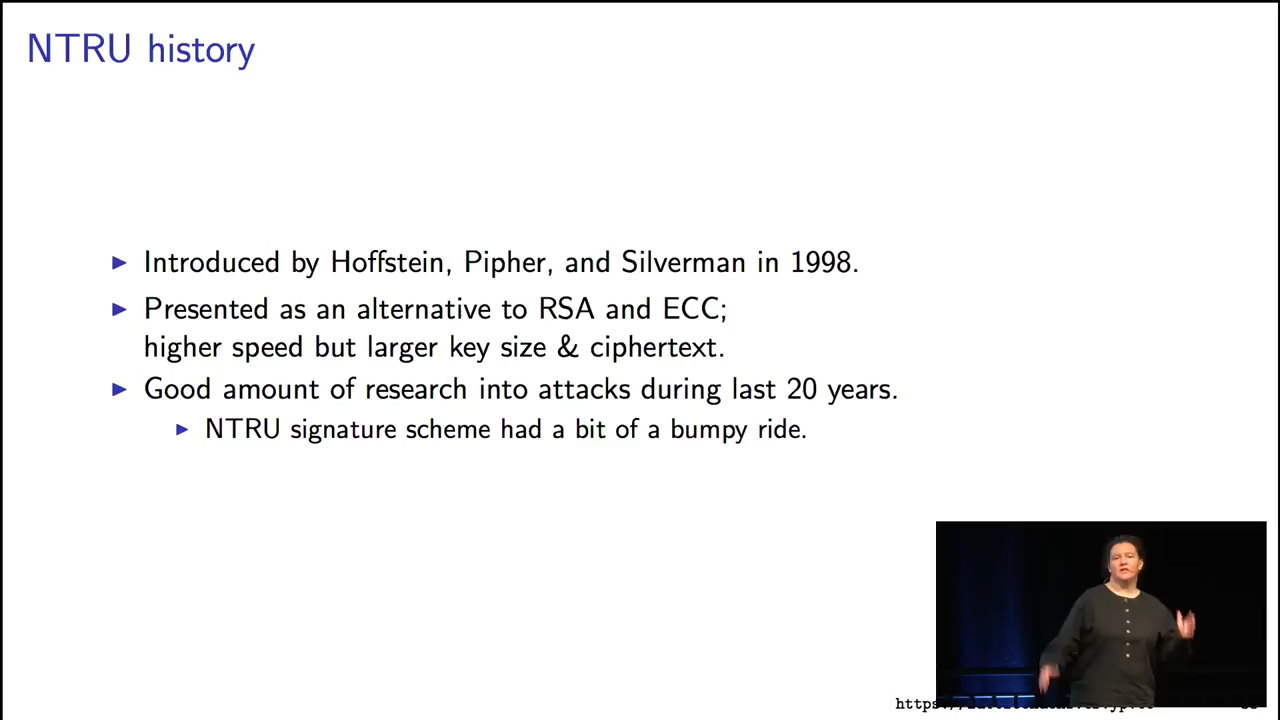 NTRU history
▶ Introduced by Hoffstein, Pipher, and Silverman in 1998.
▶ Presented as an alternative to RSA and ECC;
higher speed but larger key size & ciphertext.
▶ Good amount of research into attacks during last 20 years.
▶ NTRU signature scheme had a bit of a bumpy ride.